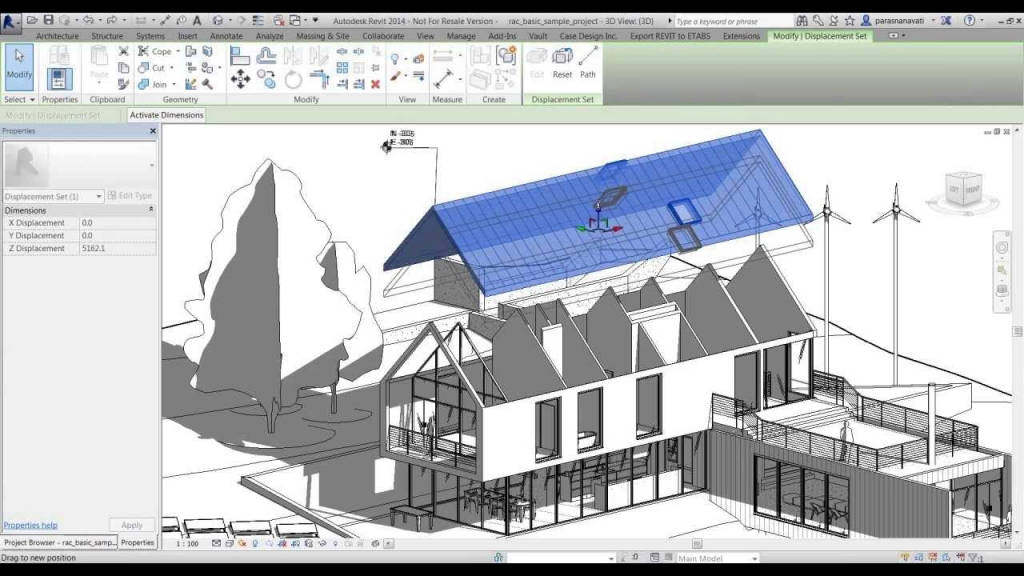 Autodesk Revit 2014 - Not For Resale Version - rac_basic_sample_project - 3D View: {3D} Type a keyword or phrase parasnanavati
Architecture Structure Systems Insert Annotate Analyze Massing & Site Collaborate View Manage Add-Ins Vault Case Design Inc. Export REVIT to ETABS Extensions Modify | Displacement Set
Modify Paste Cope Cut Join Edit Reset Path
Select Properties Clipboard Geometry Modify View Measure Create Displacement Set
Modify | Displacement Set Activate Dimensions
Properties
Displacement Set (1) Edit Type
Dimensions
X Displacement 0.0
Y Displacement 0.0
Z Displacement 5162.1
LEFT FRONT
Properties help Apply
Project Browser - rac_basic_samp... Properties 1 : 100
Drag to new position Main Model